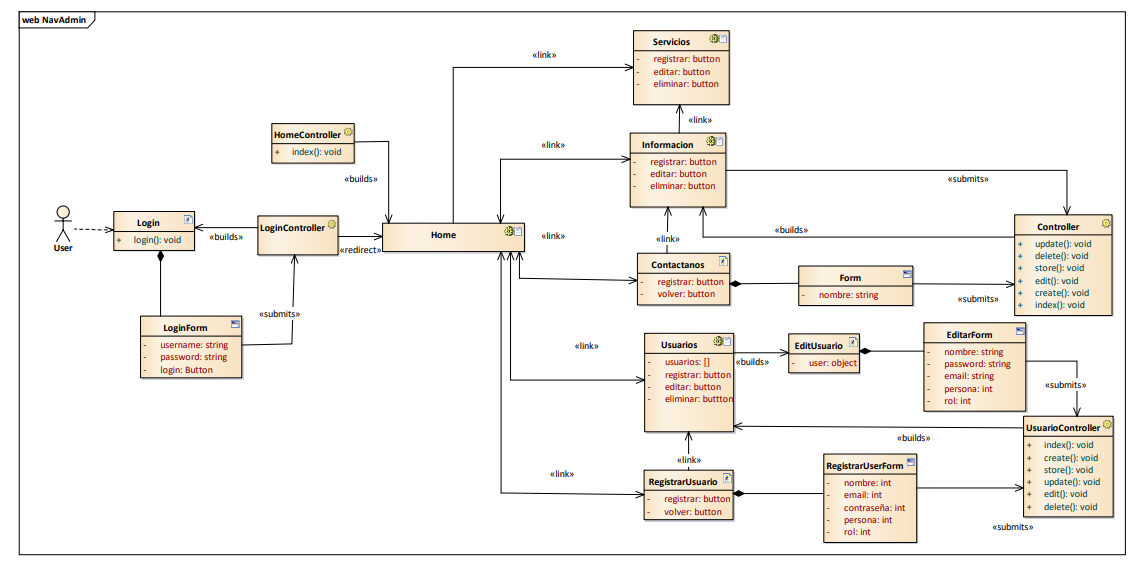 web NavAdmin
Servicios
- registrar: button
- editar: button
- eliminar: button
«link»
«link»
HomeController
+ index(): void
«builds»
Informacion
- registrar: button
- editar: button
- eliminar: button
«link»
«submits»
User
Login
+ login(): void
«builds»
LoginController
«redirect»
Home
«link»
«link»
«builds»
Controller
+ update(): void
+ delete(): void
+ store(): void
+ edit(): void
+ create(): void
+ index(): void
Contactanos
- registrar: button
- volver: button
Form
- nombre: string
«submits»
LoginForm
- username: string
- password: string
- login: Button
«submits»
«link»
Usuarios
- usuarios: []
- registrar: button
- editar: button
- eliminar: buttton
«builds»
EditUsuario
- user: object
EditarForm
- nombre: string
- password: string
- email: string
- persona: int
- rol: int
«submits»
UsuarioController
+ index(): void
+ create(): void
+ store(): void
+ update(): void
+ edit(): void
+ delete(): void
«builds»
«link»
«link»
RegistrarUsuario
- registrar: button
- volver: button
RegistrarUserForm
- nombre: int
- email: int
- contraseña: int
- persona: int
- rol: int
«submits»